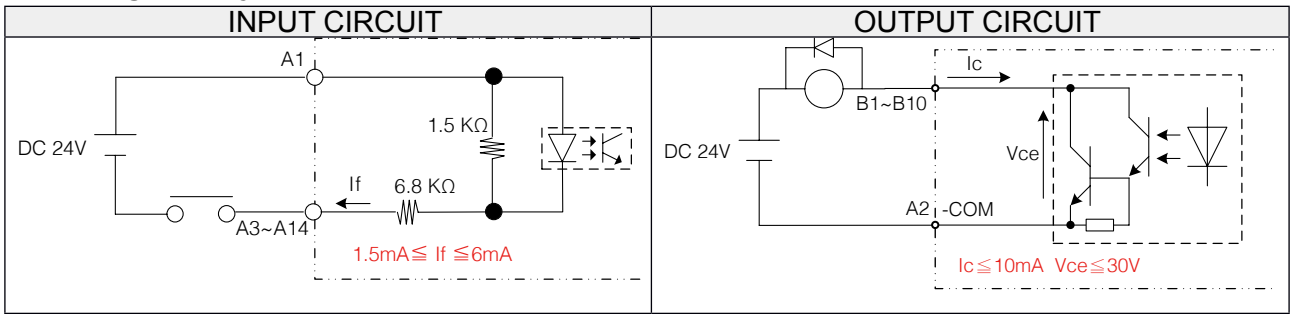 INPUT CIRCUIT
A1
1.5 KΩ
DC 24V
If
6.8 KΩ
A3~A14
1.5mA≦ If ≦6mA
OUTPUT CIRCUIT
Ic
B1~B10
DC 24V
Vce
A2
-COM
Ic≦10mA Vce≦30V